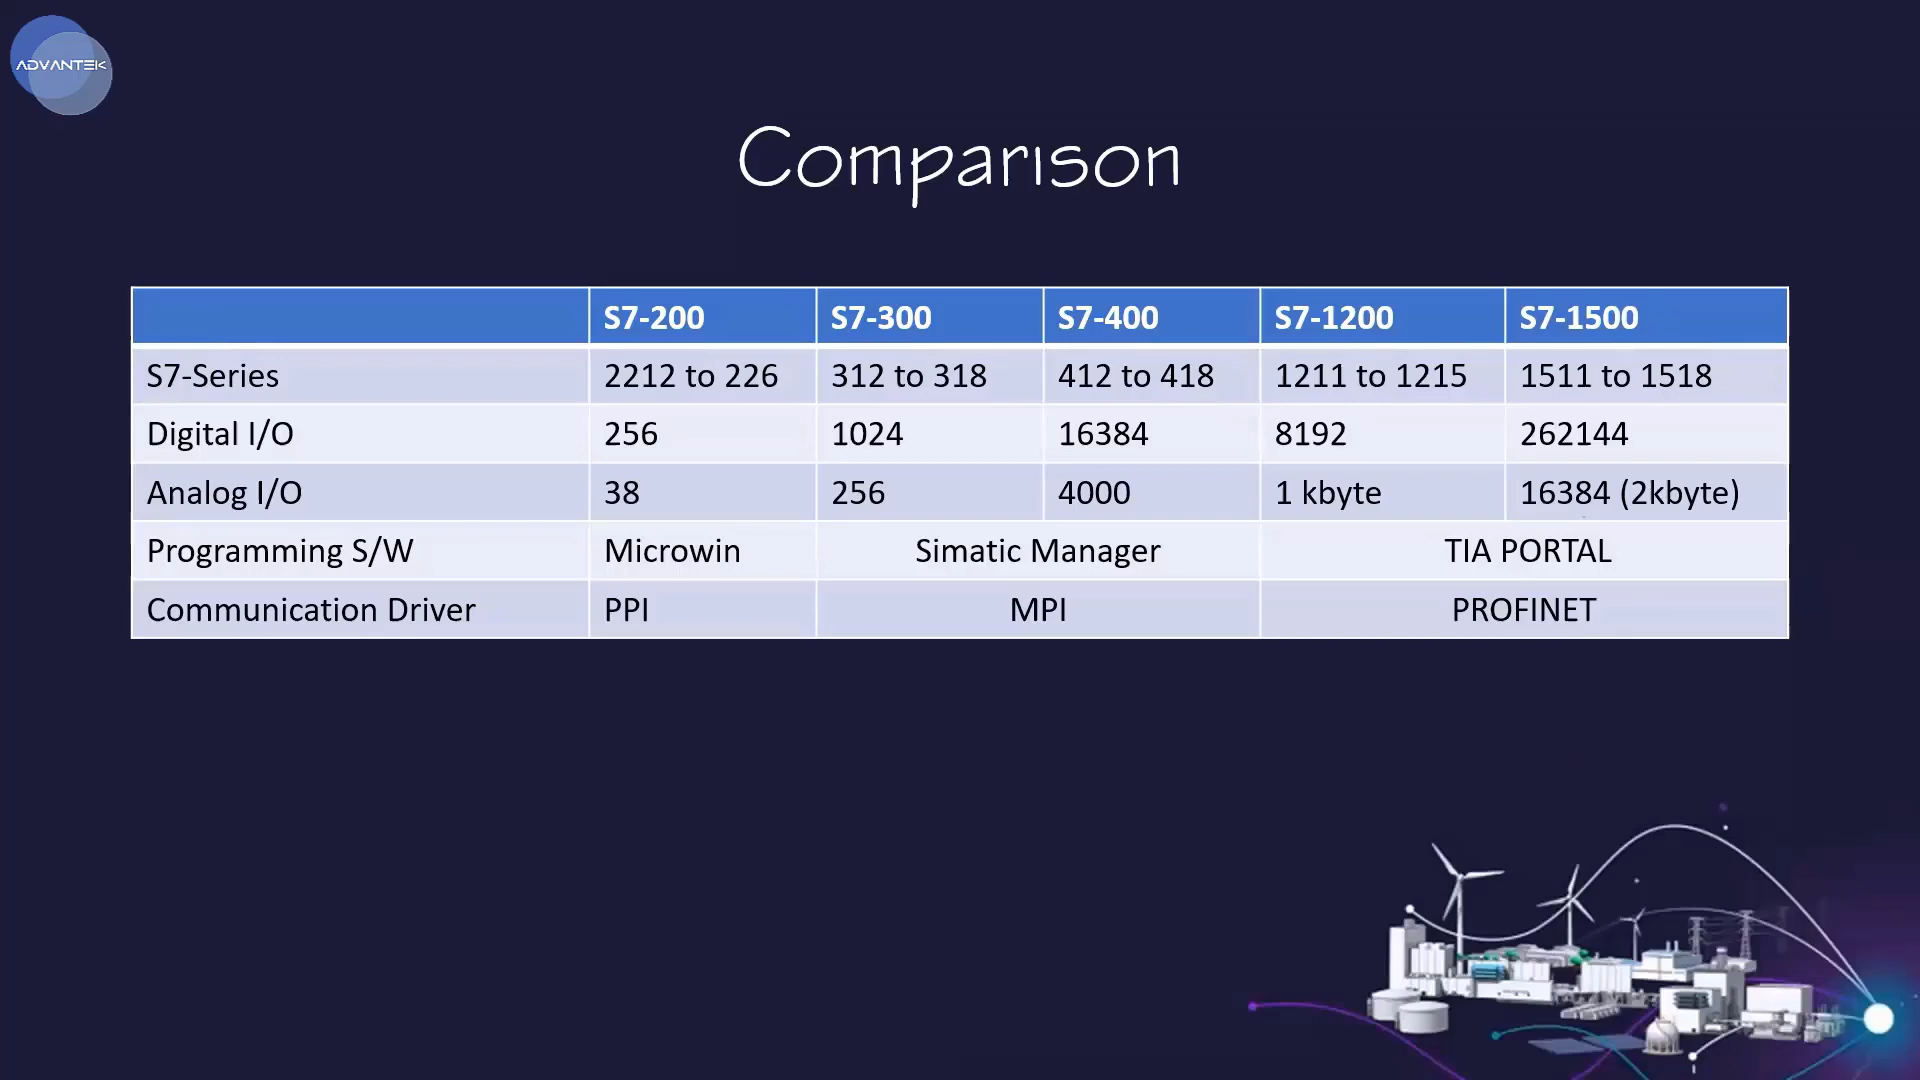 ADVANTEK
Comparison
S7-200 S7-300 S7-400 S7-1200 S7-1500
S7-Series 2212 to 226 312 to 318 412 to 418 1211 to 1215 1511 to 1518
Digital I/O 256 1024 16384 8192 262144
Analog I/O 38 256 4000 1 kbyte 16384 (2kbyte)
Programming S/W Microwin Simatic Manager TIA PORTAL
Communication Driver PPI MPI PROFINET